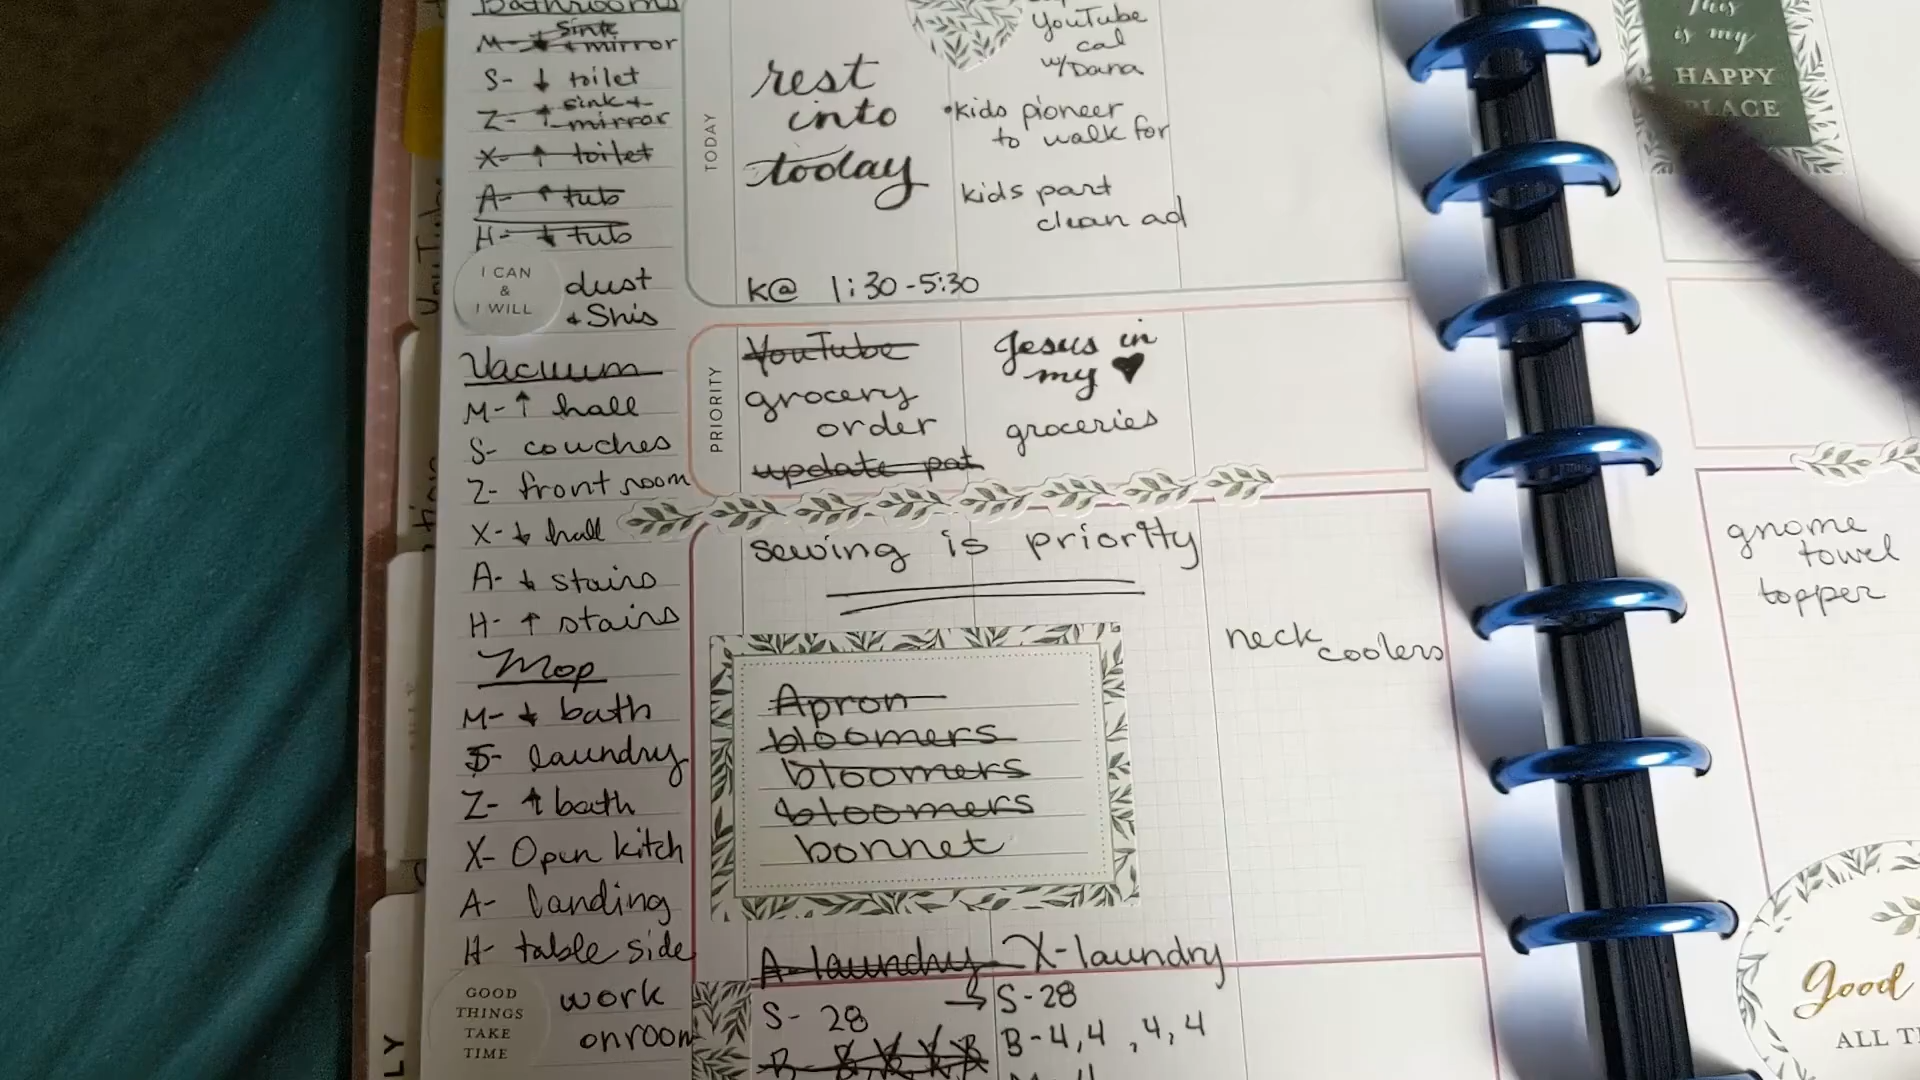 Bathrooms
M- ↓ sink
+ mirror
S- ↓ toilet
Z- ↑ sink +
mirror
X- ↑ toilet
A- ↑ tub
H- ↓ tub
I CAN
&
I WILL
dust
+ Shis
Vacuum
M- ↑ hall
S- couches
Z- front room
X- ↓ hall
A- ↓ stairs
H- ↑ stairs
Mop
M- ↓ bath
S- laundry
Z- ↑ bath
X- Open kitch
A- landing
H- table side
GOOD
THINGS
TAKE
TIME
work
on room
TODAY
rest
into
today
K@ 1:30-5:30
YouTube
cal
w/Dana
•kids pioneer
to walk for
kids part
clean ad
PRIORITY
YouTube
grocery
order
update pat
Jesus in
my ♥
groceries
sewing is priority
Apron
bloomers
bloomers
bloomers
bonnet
neck
coolers
A-laundry
X-laundry
S- 28
→ S-28
B- 4,4 ,4,4
This
is my
HAPPY
PLACE
gnome
towel
topper
Good
ALL